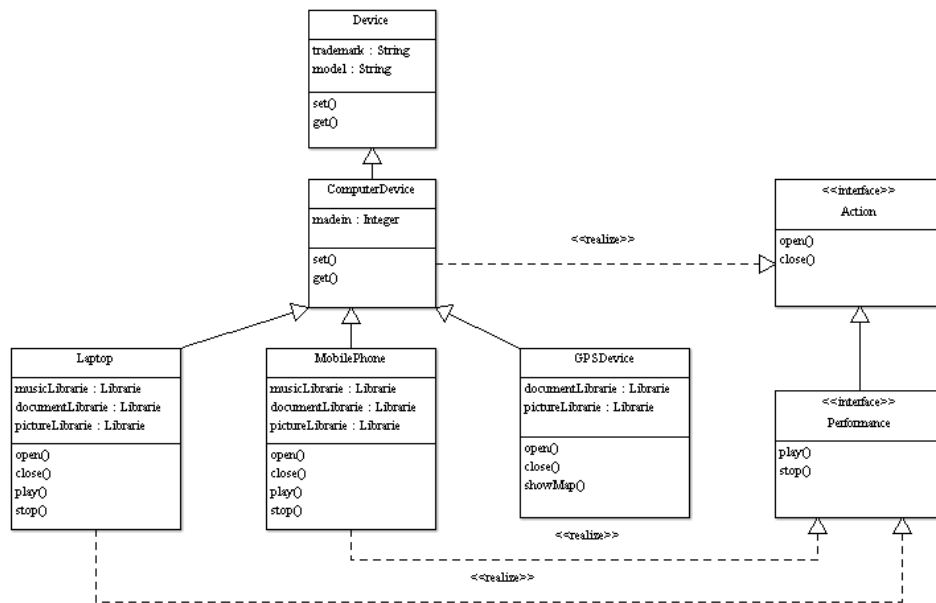 Device
trademark : String
model : String
set()
get()
ComputerDevice
madein : Integer
set()
get()
<<realize>>
<<interface>>
Action
open()
close()
Laptop
musicLibrarie : Librarie
documentLibrarie : Librarie
pictureLibrarie : Librarie
open()
close()
play()
stop()
MobilePhone
musicLibrarie : Librarie
documentLibrarie : Librarie
pictureLibrarie : Librarie
open()
close()
play()
stop()
GPSDevice
documentLibrarie : Librarie
pictureLibrarie : Librarie
open()
close()
showMap()
<<interface>>
Performance
play()
stop()
<<realize>>
<<realize>>